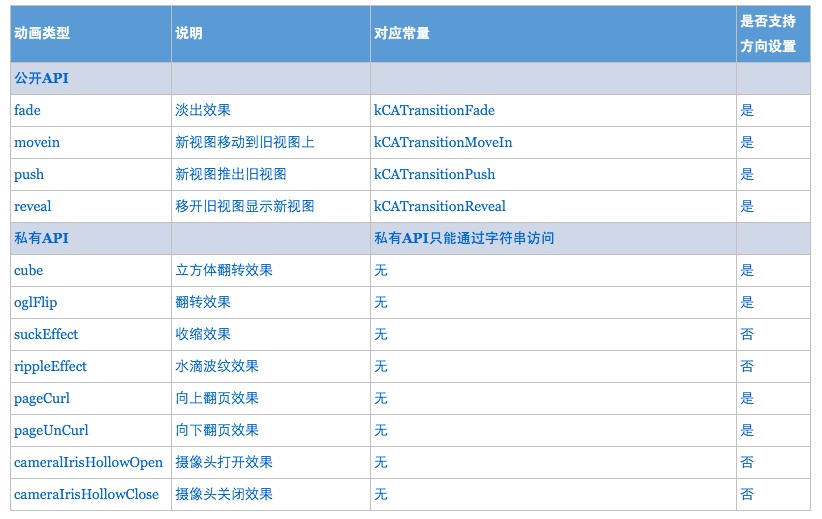 动画类型 说明 对应常量 是否支持方向设置
公开API
fade 淡出效果 kCATransitionFade 是
movein 新视图移动到旧视图上 kCATransitionMoveIn 是
push 新视图推出旧视图 kCATransitionPush 是
reveal 移开旧视图显示新视图 kCATransitionReveal 是
私有API 私有API只能通过字符串访问
cube 立方体翻转效果 无 是
oglFlip 翻转效果 无 是
suckEffect 收缩效果 无 否
rippleEffect 水滴波纹效果 无 否
pageCurl 向上翻页效果 无 是
pageUnCurl 向下翻页效果 无 是
cameralIrisHollowOpen 摄像头打开效果 无 否
cameraIrisHollowClose 摄像头关闭效果 无 否